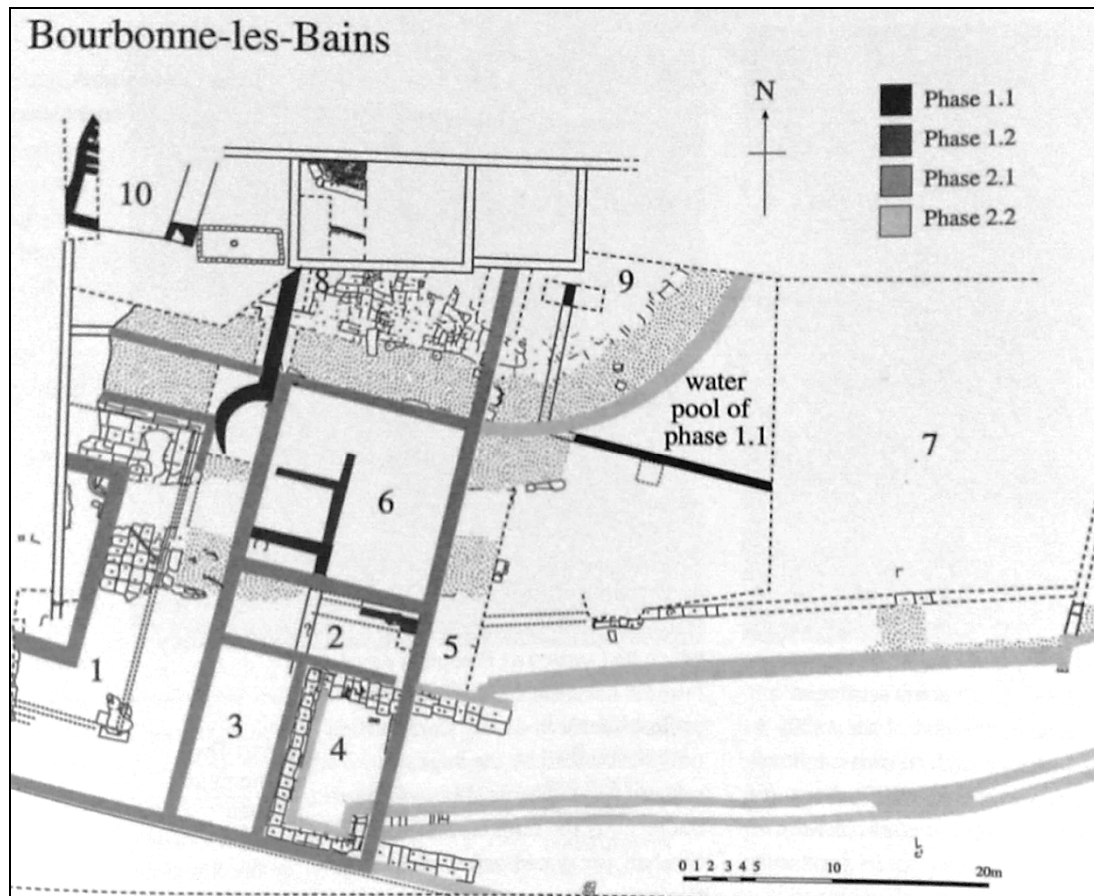 Bourbonne-les-Bains
N
Phase 1.1
Phase 1.2
Phase 2.1
Phase 2.2
10
8
9
water
pool of
phase 1.1
7
6
2
5
1
3
4
0 1 2 3 4 5 10 20m